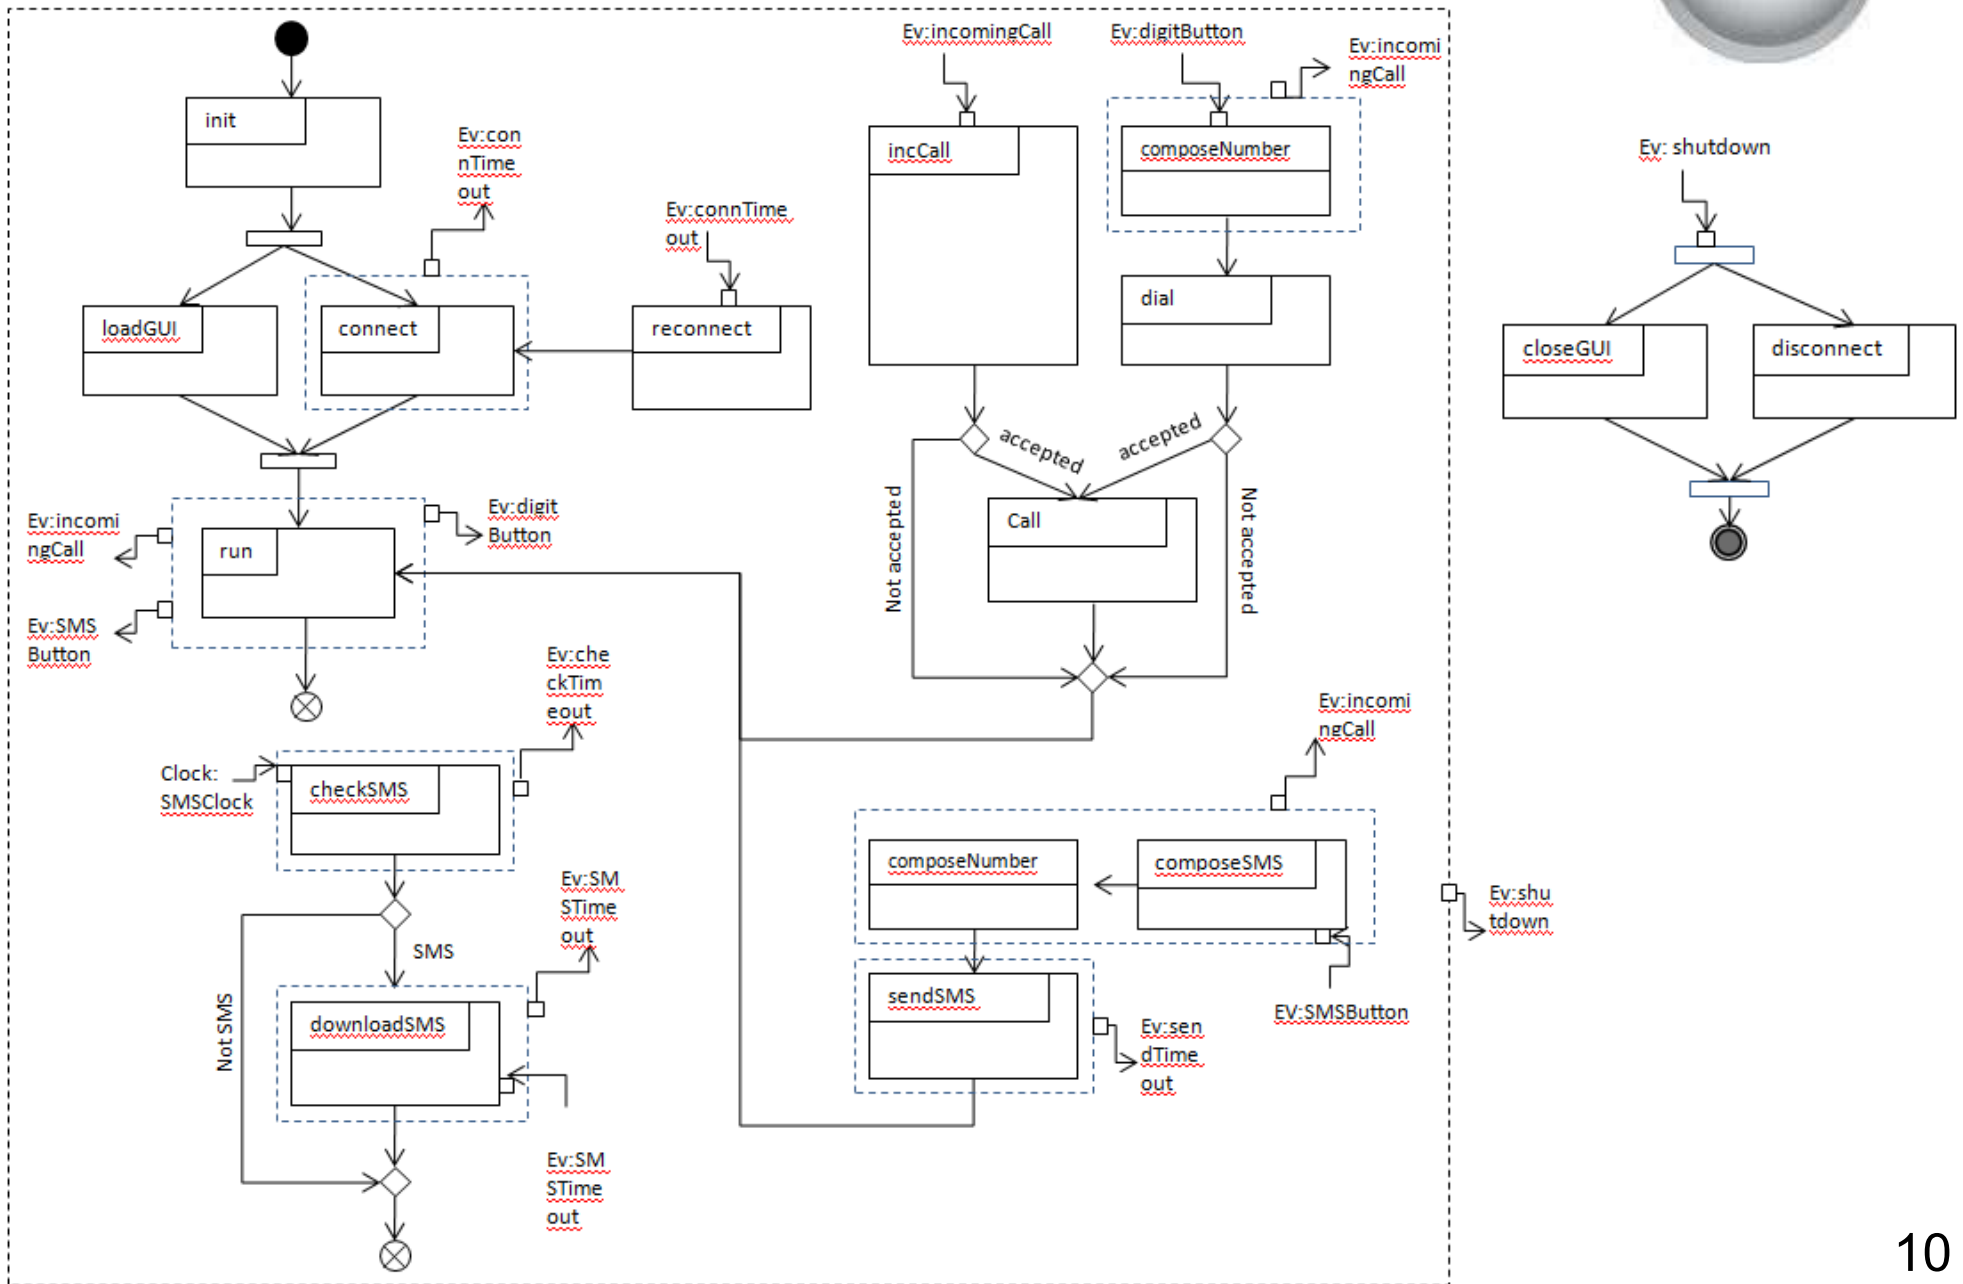 Ev:incomingCall
Ev:digitButton
Ev:incomi
ngCall
init
Ev:con
nTime
out
incCall
composeNumber
Ev: shutdown
Ev:connTime
out
loadGUI
connect
reconnect
dial
closeGUI
disconnect
accepted
accepted
Not accepted
Not accepted
Ev:incomi
ngCall
run
Ev:digit
Button
Call
Ev:SMS
Button
Ev:che
ckTim
eout
Ev:incomi
ngCall
Clock:
SMSClock
checkSMS
composeNumber
composeSMS
Ev:SM
STime
out
Ev:shu
tdown
SMS
Not SMS
sendSMS
EV:SMSButton
downloadSMS
Ev:sen
dTime
out
Ev:SM
STime
out
10